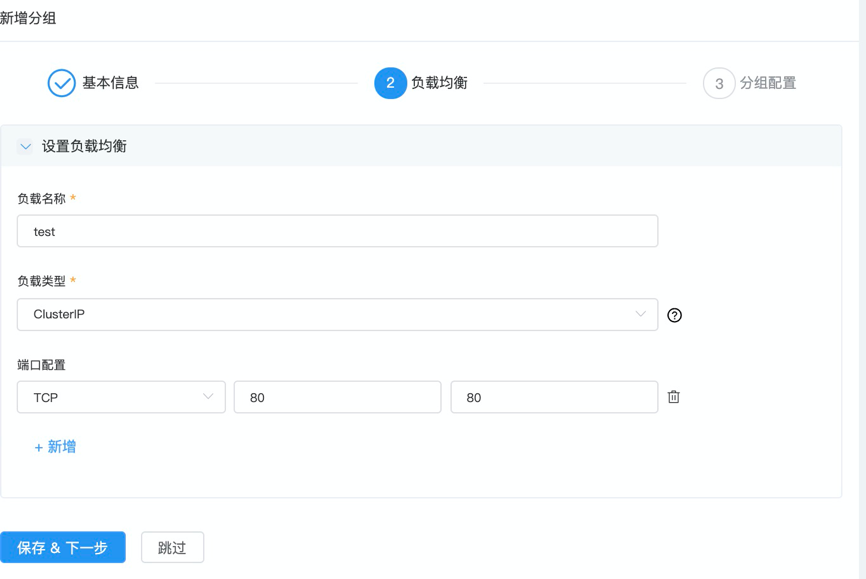 新增分组
基本信息
2 负载均衡
3 分组配置
设置负载均衡
负载名称 *
test
负载类型 *
ClusterIP
?
端口配置
TCP 80 80
+ 新增
保存 & 下一步 跳过